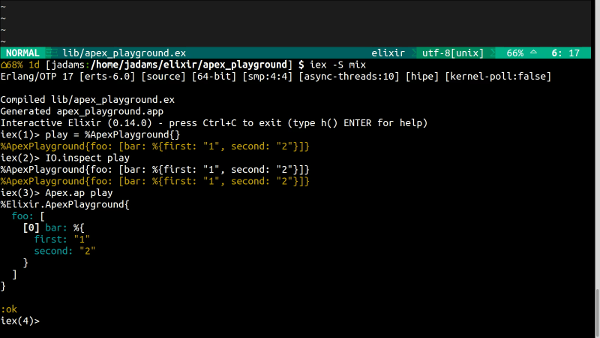 ~
~
~
~
NORMAL lib/apex_playground.ex elixir utf-8[unix] 66% 6: 17
68% 1d [jadams:/home/jadams/elixir/apex_playground] $ iex -S mix
Erlang/OTP 17 [erts-6.0] [source] [64-bit] [smp:4:4] [async-threads:10] [hipe] [kernel-poll:false]
Compiled lib/apex_playground.ex
Generated apex_playground.app
Interactive Elixir (0.14.0) - press Ctrl+C to exit (type h() ENTER for help)
iex(1)> play = %ApexPlayground{}
%ApexPlayground{foo: [bar: %{first: "1", second: "2"}]}
iex(2)> IO.inspect play
%ApexPlayground{foo: [bar: %{first: "1", second: "2"}]}
%ApexPlayground{foo: [bar: %{first: "1", second: "2"}]}
iex(3)> Apex.ap play
%Elixir.ApexPlayground{
foo: [
[0] bar: %{
first: "1"
second: "2"
}
]
}
:ok
iex(4)>